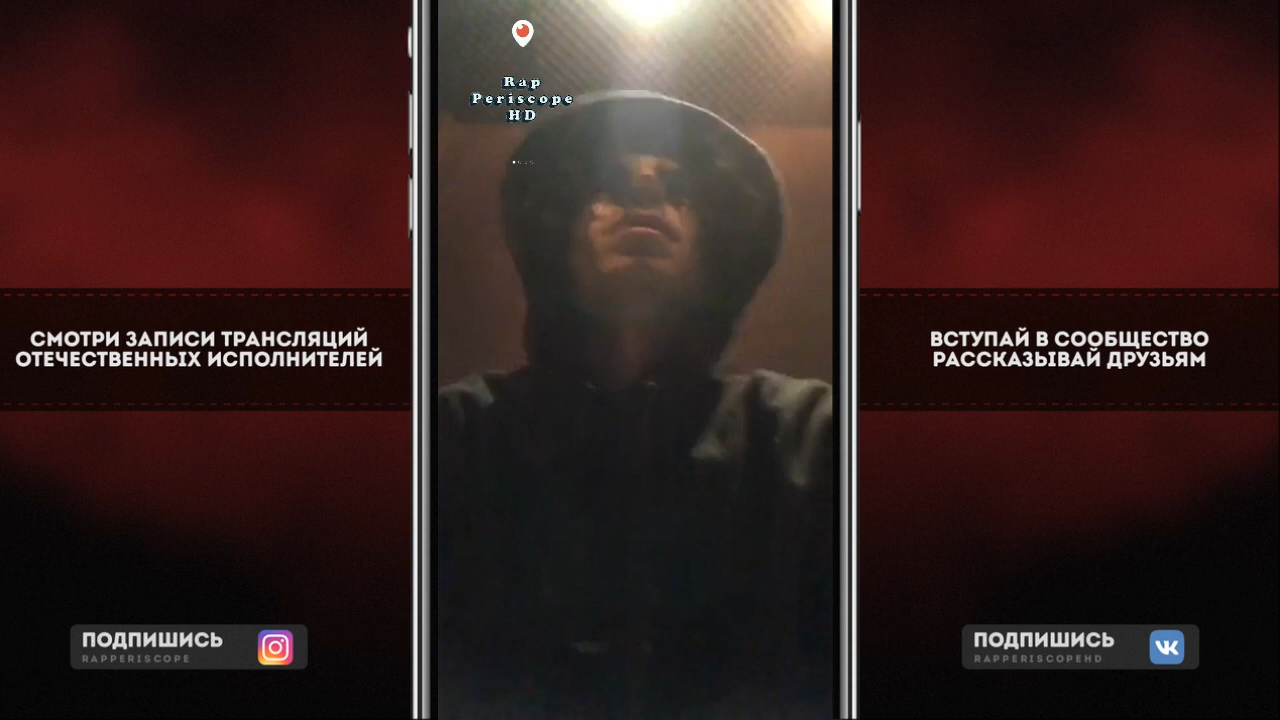 Rap
Periscope
HD
СМОТРИ ЗАПИСИ ТРАНСЛЯЦИЙ
ОТЕЧЕСТВЕННЫХ ИСПОЛНИТЕЛЕЙ
ВСТУПАЙ В СООБЩЕСТВО
РАССКАЗЫВАЙ ДРУЗЬЯМ
ПОДПИШИСЬ
RAPPERISCOPE
ПОДПИШИСЬ
RAPPERISCOPEHD